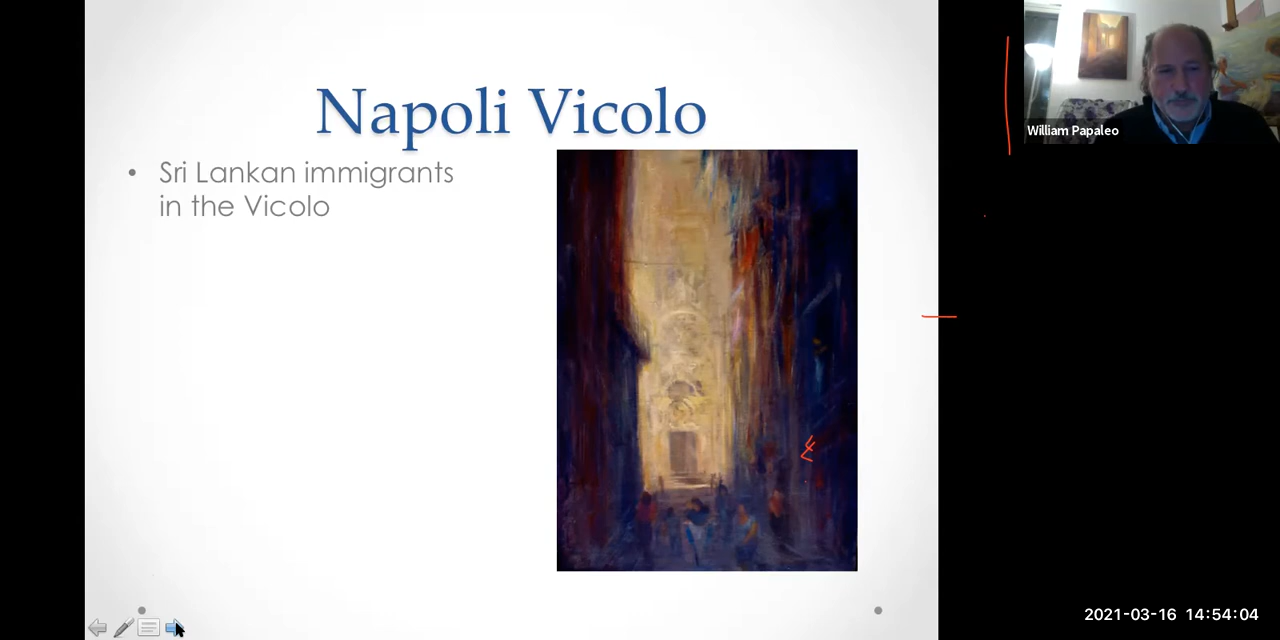 Napoli Vicolo
• Sri Lankan immigrants
in the Vicolo
William Papaleo
2021-03-16 14:54:04